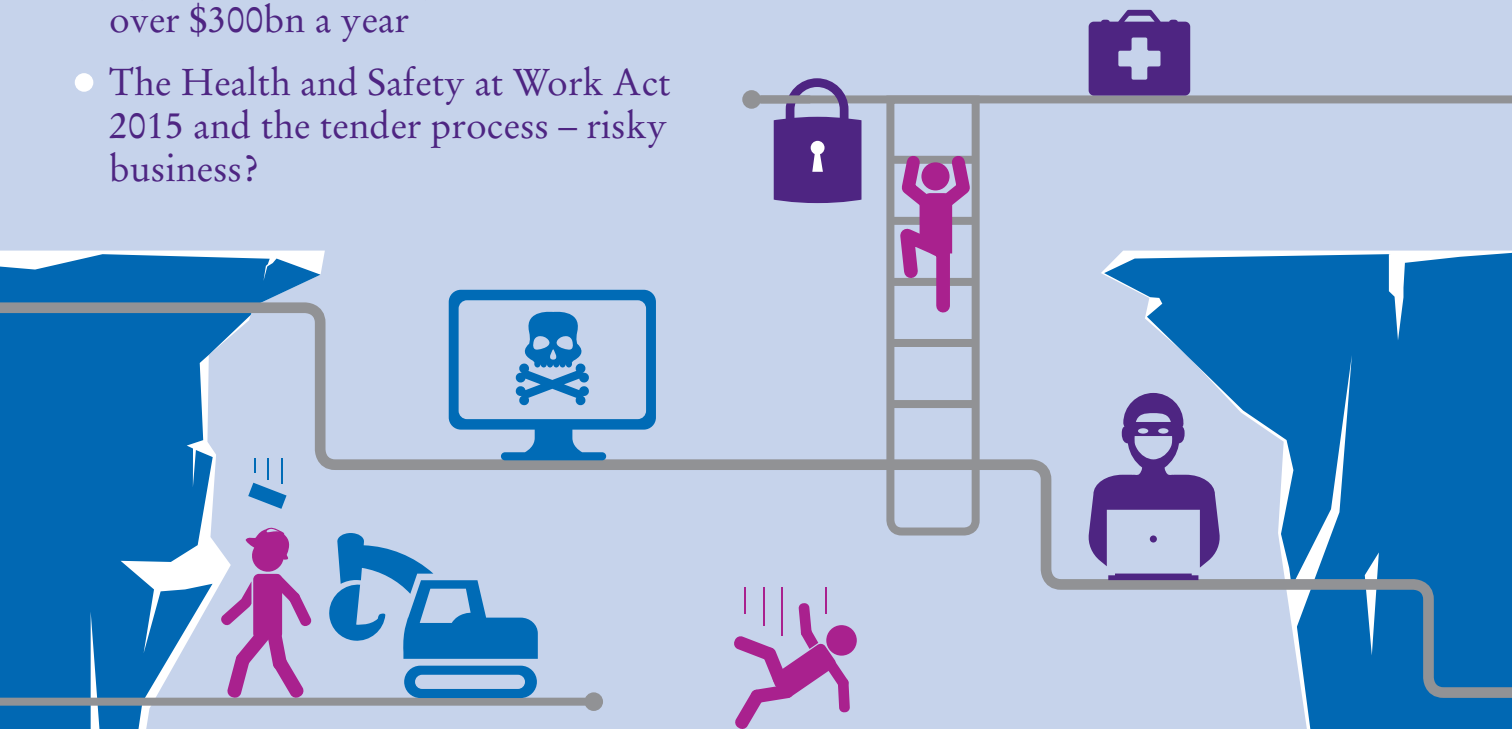 over $300bn a year
The Health and Safety at Work Act
2015 and the tender process – risky
business?